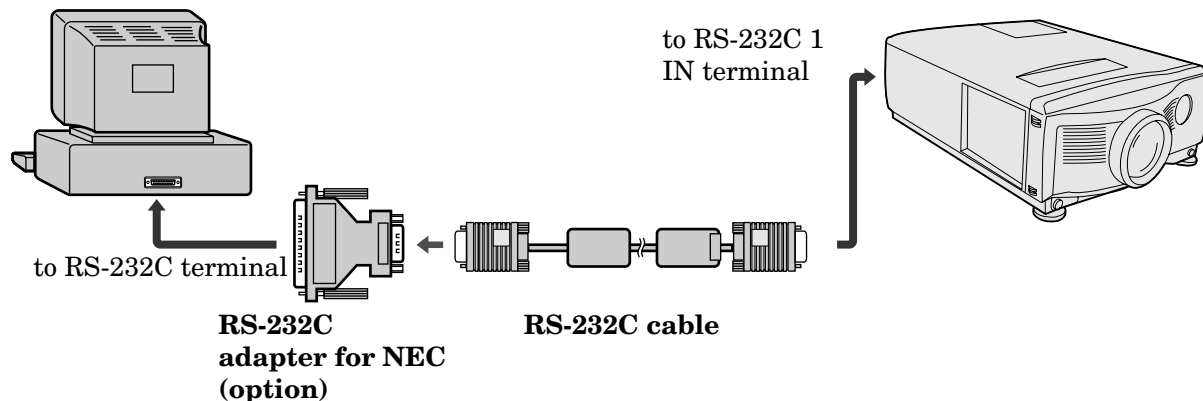 to RS-232C 1
IN terminal
to RS-232C terminal
RS-232C
adapter for NEC
(option)
RS-232C cable